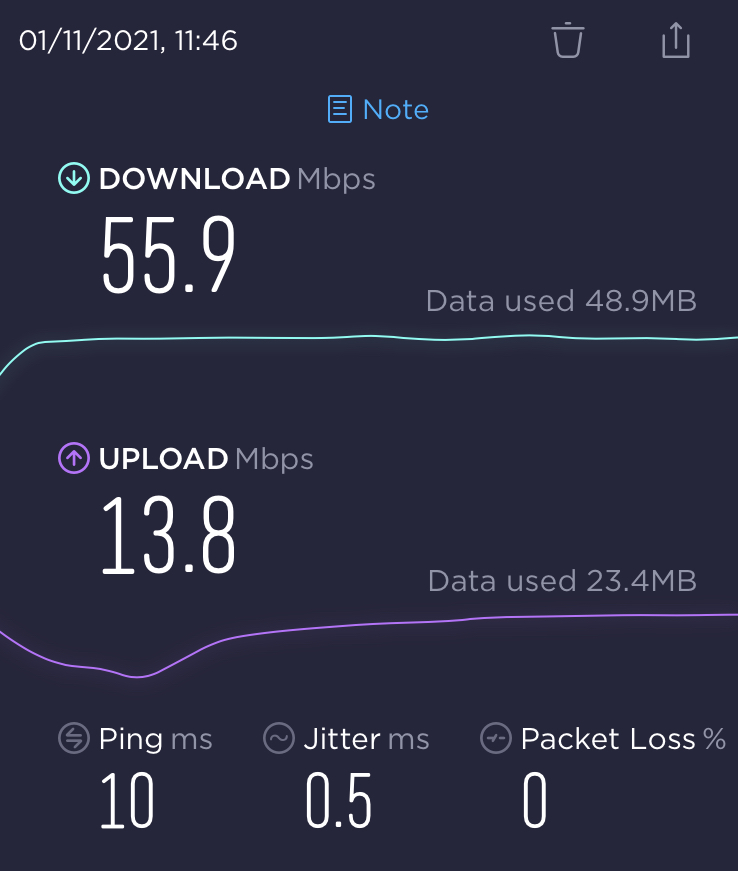 01/11/2021, 11:46
Note
DOWNLOAD Mbps
55.9
Data used 48.9MB
UPLOAD Mbps
13.8
Data used 23.4MB
Ping ms Jitter ms Packet Loss %
10 0.5 0